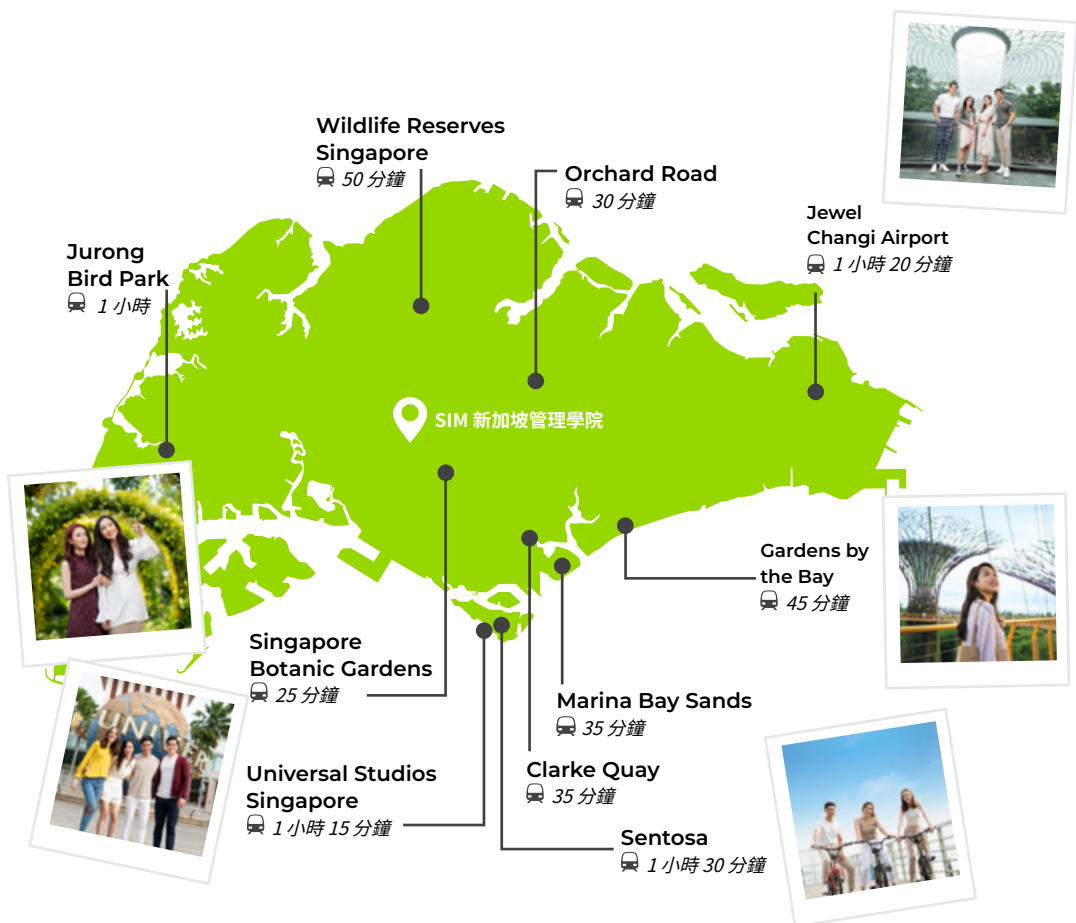 Wildlife Reserves
Singapore
50 分鐘
Orchard Road
30 分鐘
Jewel
Changi Airport
1 小時 20 分鐘
Jurong
Bird Park
1 小時
SIM 新加坡管理學院
Gardens by
the Bay
45 分鐘
Singapore
Botanic Gardens
25 分鐘
Marina Bay Sands
35 分鐘
Clarke Quay
35 分鐘
Universal Studios
Singapore
1 小時 15 分鐘
Sentosa
1 小時 30 分鐘